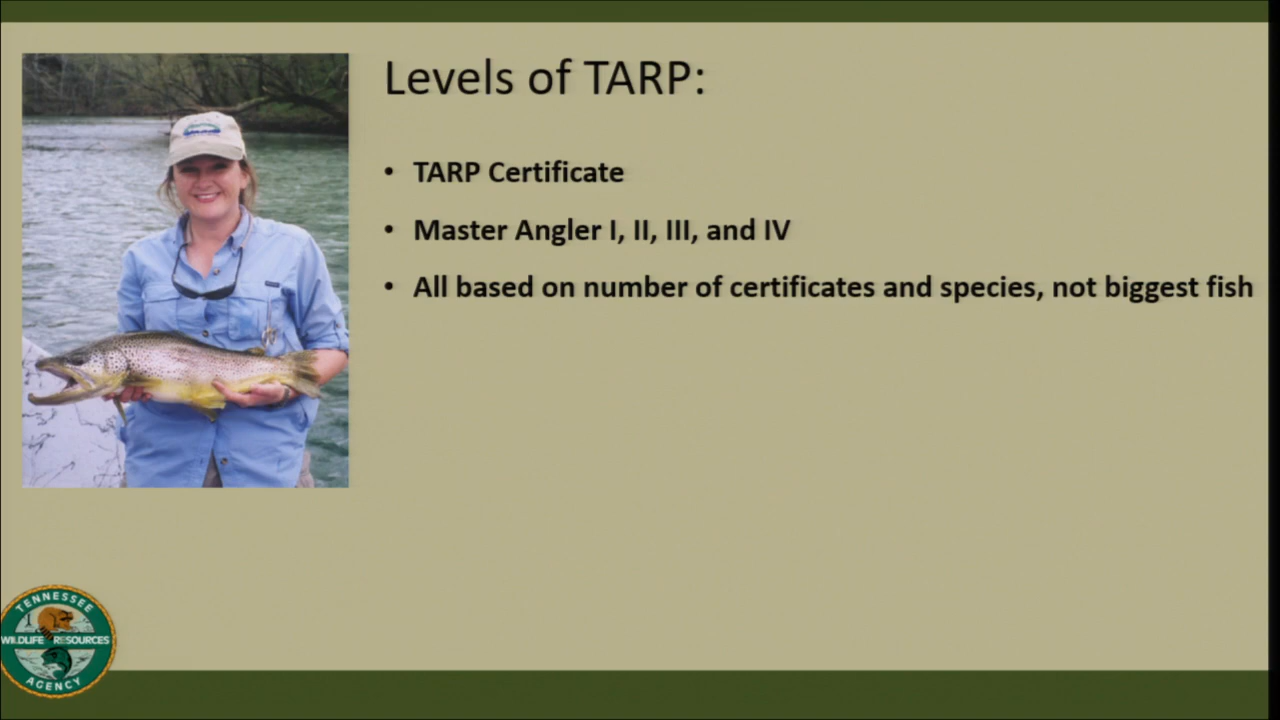 Levels of TARP:
• TARP Certificate
• Master Angler I, II, III, and IV
• All based on number of certificates and species, not biggest fish
TENNESSEE
WILDLIFE RESOURCES
AGENCY